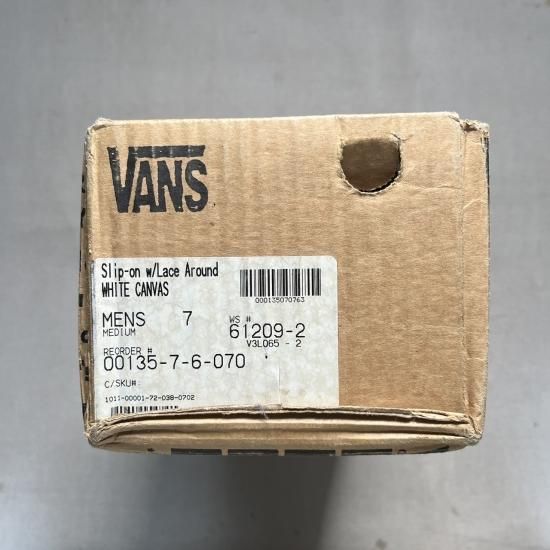 VANS
Slip-on w/Lace Around
WHITE CANVAS
000135070763
MENS 7
MEDIUM
WS #
61209-2
V3L065 - 2
REORDER #
00135-7-6-070
C/SKU#:
1011-00001-72-038-0702